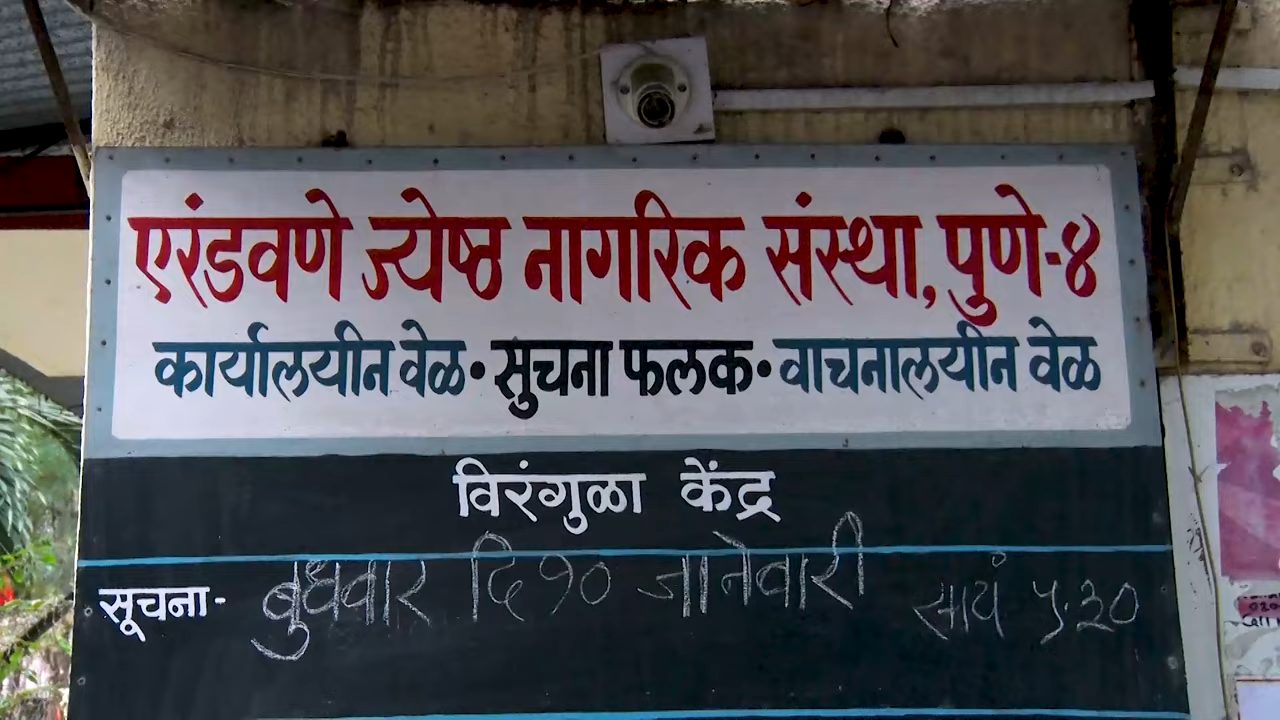 एरंडवणे ज्येष्ठ नागरिक संस्था, पुणे-४
कार्यालयीन वेळ • सुचना फलक • वाचनालयीन वेळ
विरंगुळा केंद्र
सूचना- बुधवार दि १० जानेवारी सायं ५.३०